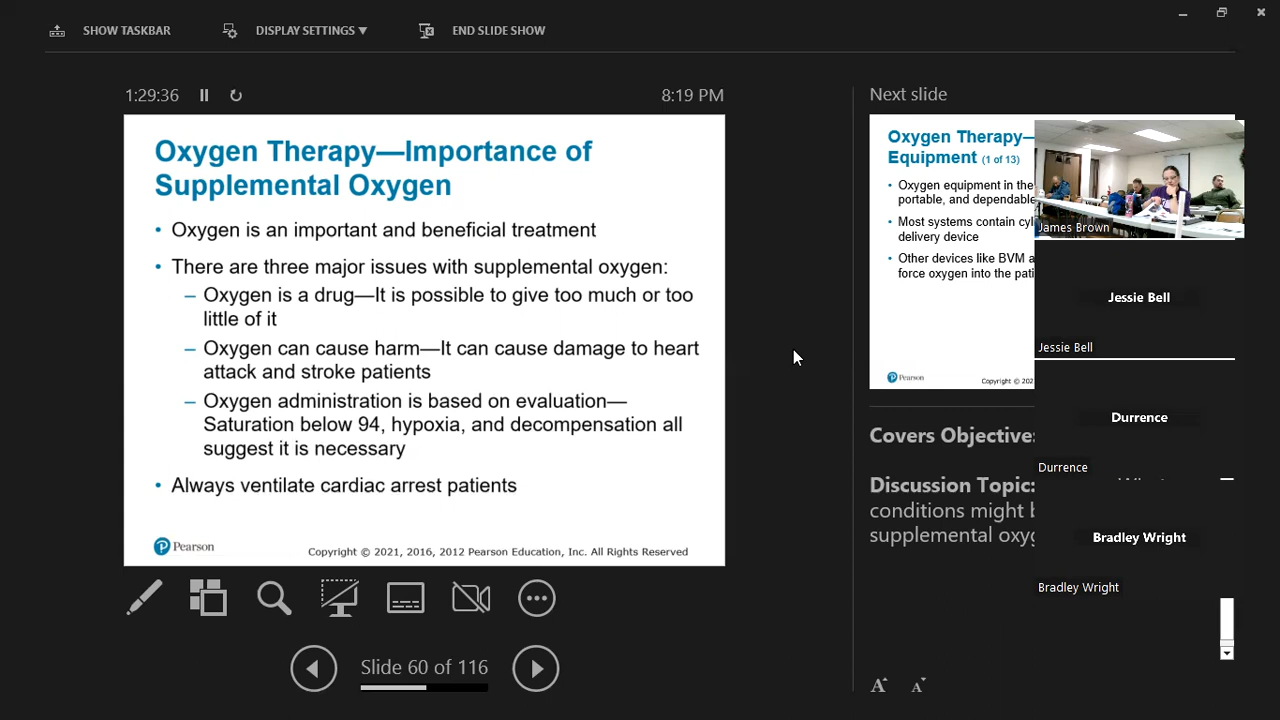 SHOW TASKBAR
DISPLAY SETTINGS ▼
END SLIDE SHOW
1:29:36
8:19 PM
Oxygen Therapy—Importance of
Supplemental Oxygen
• Oxygen is an important and beneficial treatment
• There are three major issues with supplemental oxygen:
– Oxygen is a drug—It is possible to give too much or too
little of it
– Oxygen can cause harm—It can cause damage to heart
attack and stroke patients
– Oxygen administration is based on evaluation—
Saturation below 94, hypoxia, and decompensation all
suggest it is necessary
• Always ventilate cardiac arrest patients
Pearson
Copyright © 2021, 2016, 2012 Pearson Education, Inc. All Rights Reserved
Slide 60 of 116
Next slide
Oxygen Therapy—
Equipment (1 of 13)
• Oxygen equipment in the
portable, and dependable
• Most systems contain cyl
delivery device
• Other devices like BVM a
force oxygen into the pati
Pearson
Copyright © 202
Covers Objective
Discussion Topic:
conditions might b
supplemental oxyg
James Brown
Jessie Bell
Jessie Bell
Durrence
Durrence
Bradley Wright
Bradley Wright
A
A